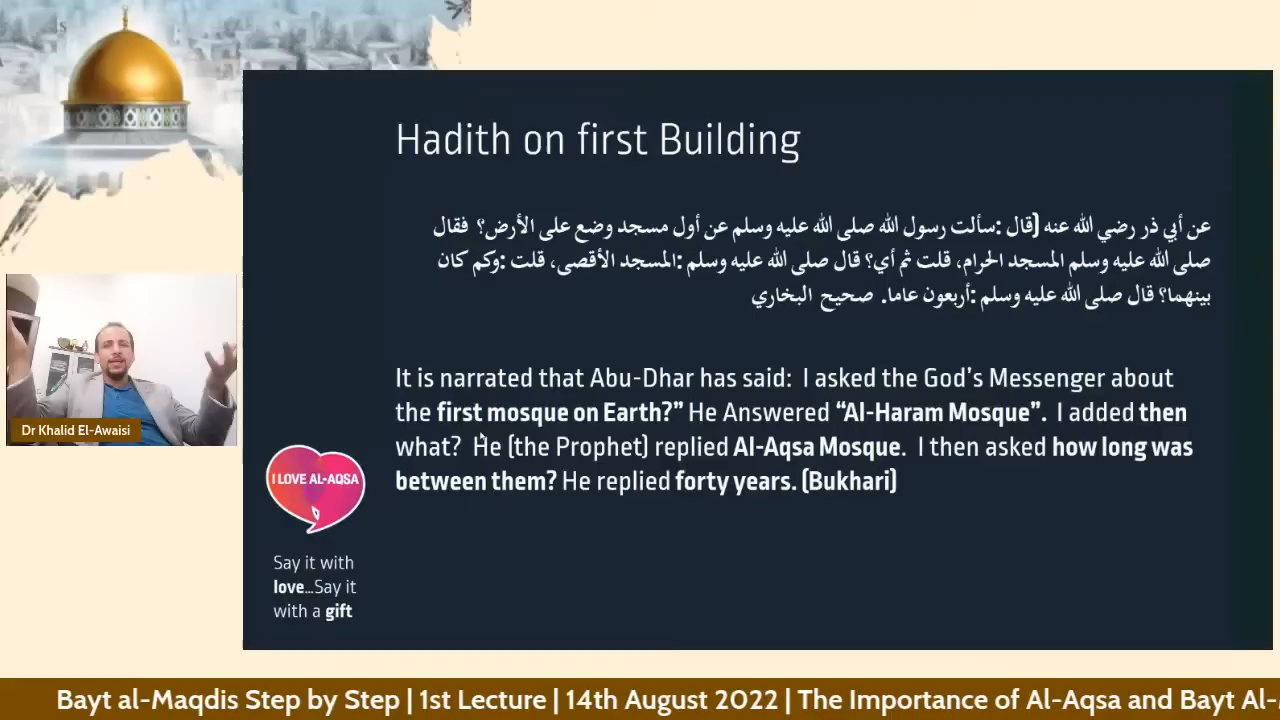 Hadith on first Building
عن أبي ذر رضي الله عنه (قال :سألت رسول الله صلى الله عليه وسلم عن أول مسجد وضع على الأرض؟ فقال
صلى الله عليه وسلم المسجد الحرام، قلت ثم أي؟ قال صلى الله عليه وسلم :المسجد الأقصى، قلت :وكم كان
بينهما؟ قال صلى الله عليه وسلم :أربعون عاما. صحيح البخاري
It is narrated that Abu-Dhar has said: I asked the God's Messenger about
the first mosque on Earth?” He Answered “Al-Haram Mosque”. I added then
what? He (the Prophet) replied Al-Aqsa Mosque. I then asked how long was
between them? He replied forty years. (Bukhari)
Dr Khalid El-Awaisi
I LOVE AL-AQSA
Say it with
love...Say it
with a gift
Bayt al-Maqdis Step by Step | 1st Lecture | 14th August 2022 | The Importance of Al-Aqsa and Bayt Al-